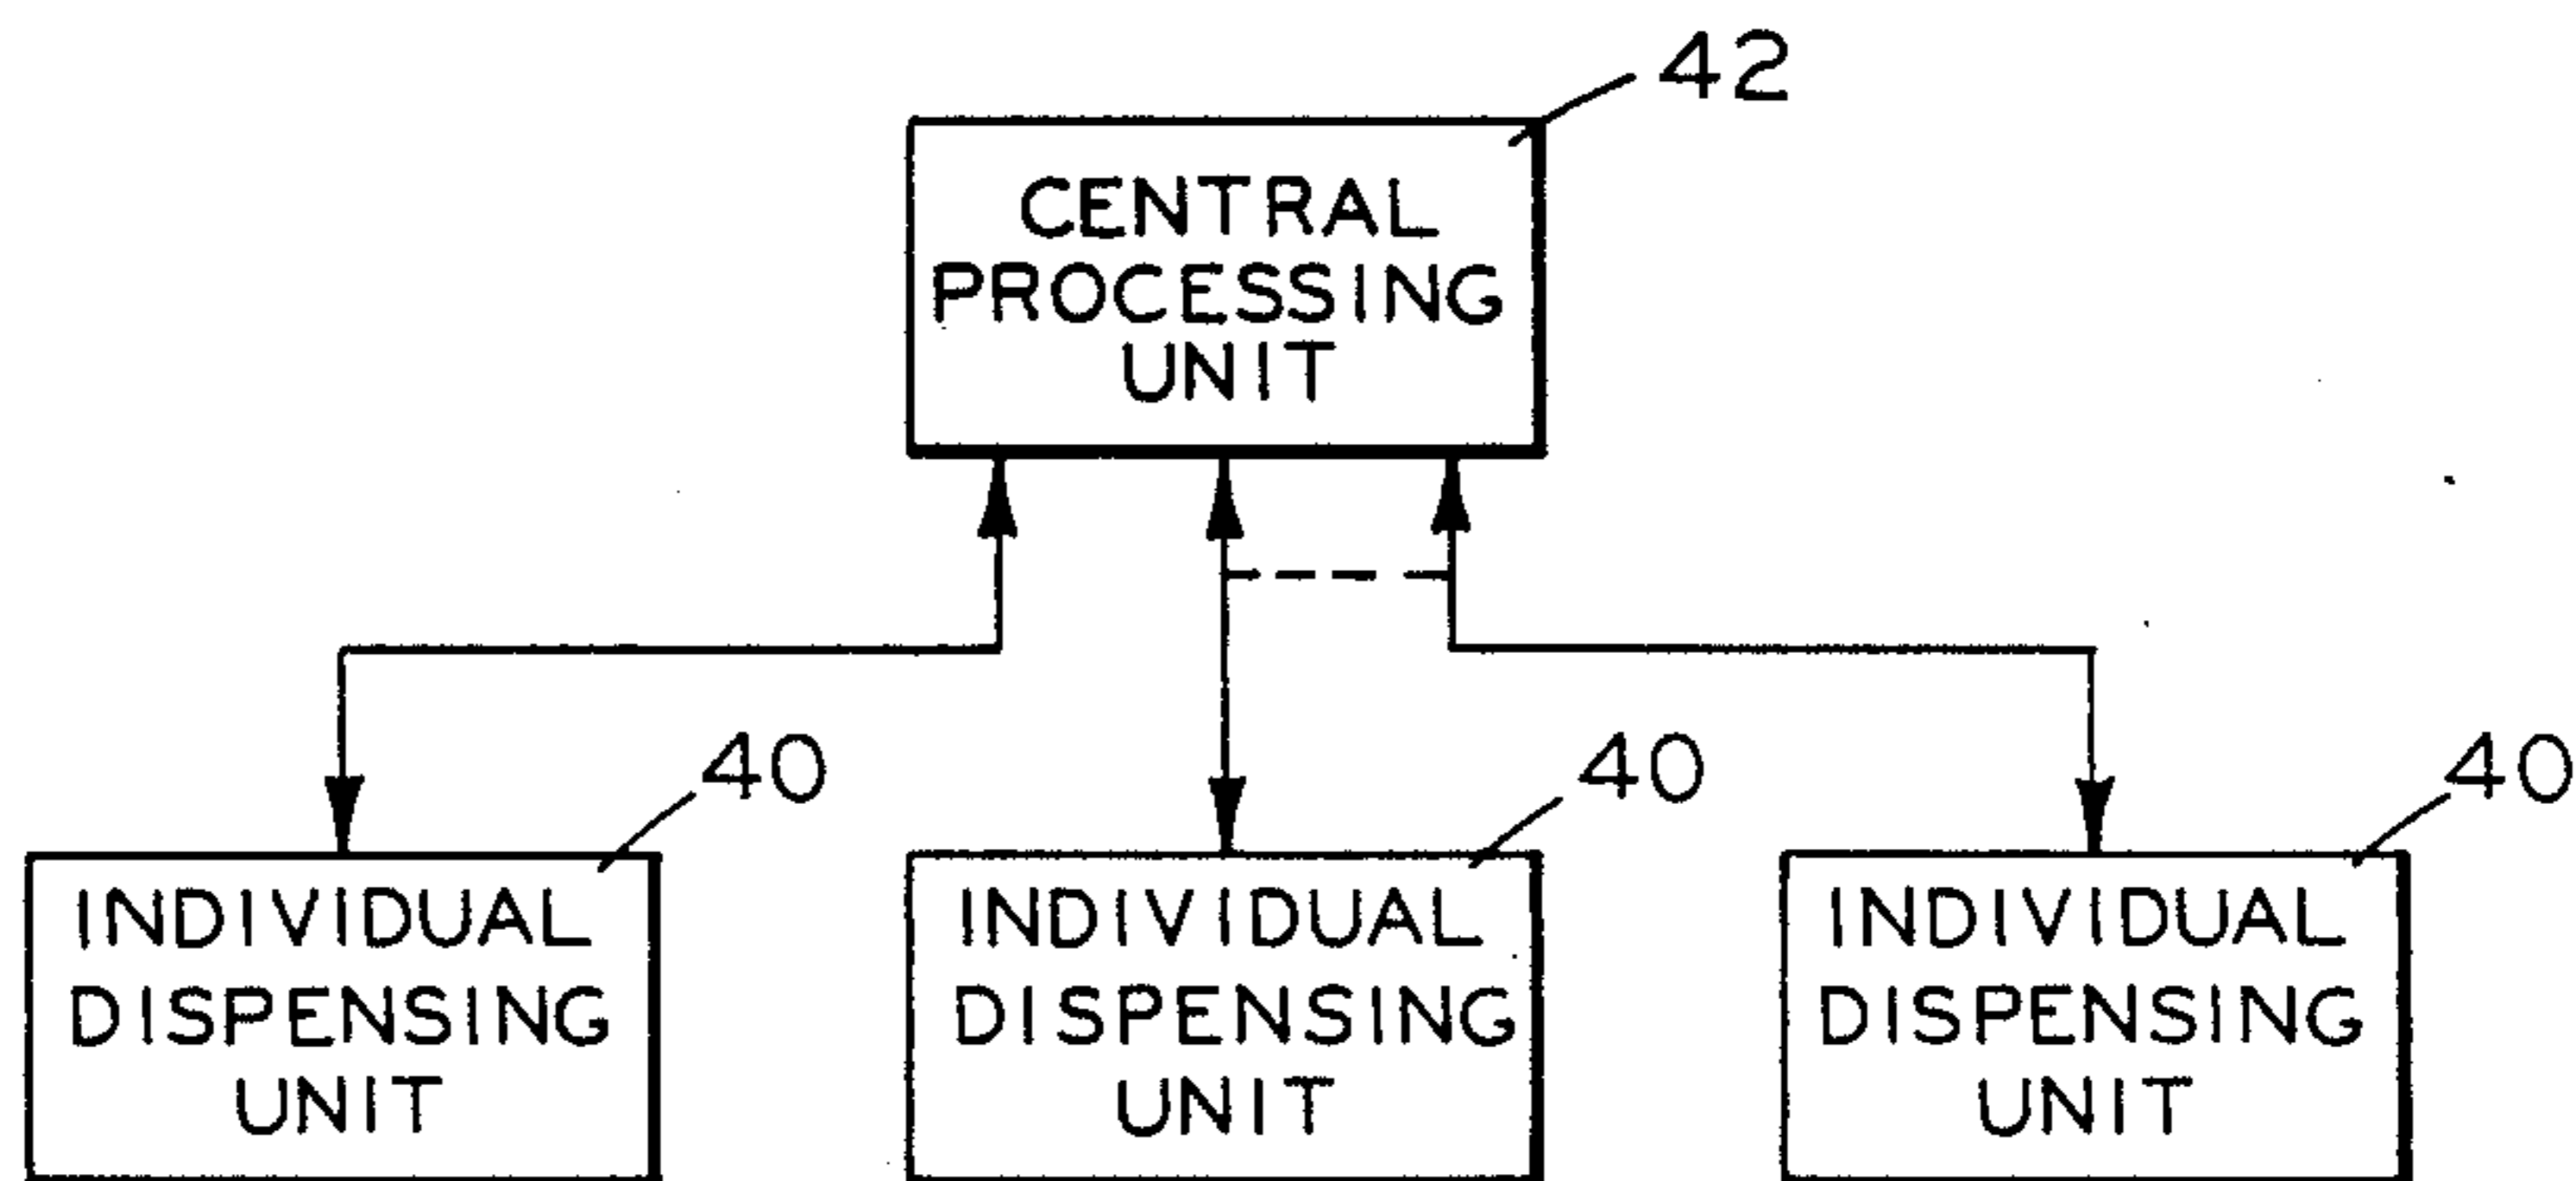 42
CENTRAL
PROCESSING
UNIT
40
INDIVIDUAL
DISPENSING
UNIT
40
INDIVIDUAL
DISPENSING
UNIT
40
INDIVIDUAL
DISPENSING
UNIT